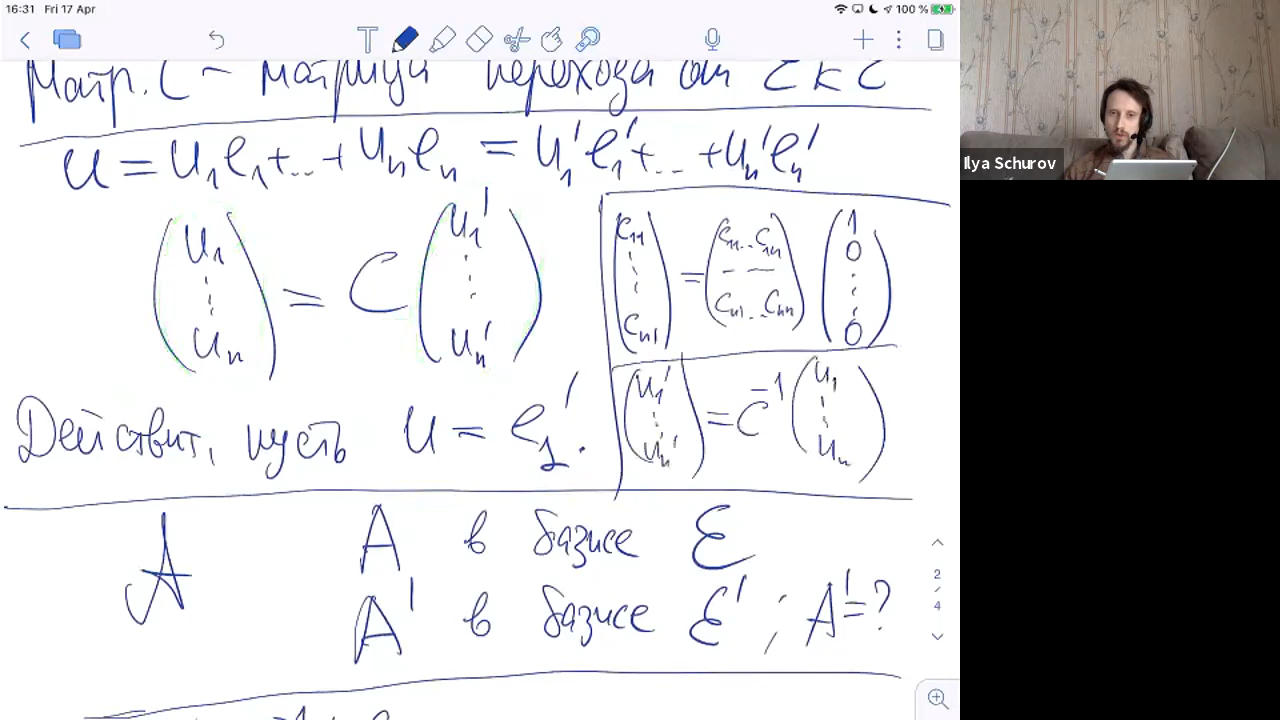 16:31 Fri 17 Apr 100 %
Матр. C – матрица перехода от ℰ к ℰ'
u = u₁e₁+...+uₙeₙ = u₁'e₁'+...+uₙ'eₙ'
(u₁ ⋮ uₙ) = C (u₁' ⋮ uₙ')
(c₁₁ ⋮ cₙ₁) = (c₁₁...c₁ₙ --- cₙ₁...cₙₙ) (1 0 ⋮ 0)
(u₁' ⋮ uₙ') = C⁻¹ (u₁ ⋮ uₙ)
Действит, пусть u = e₁'.
𝒜 A в базисе ℰ
A' в базисе ℰ' ; A'=?
2 / 4
Ilya Schurov